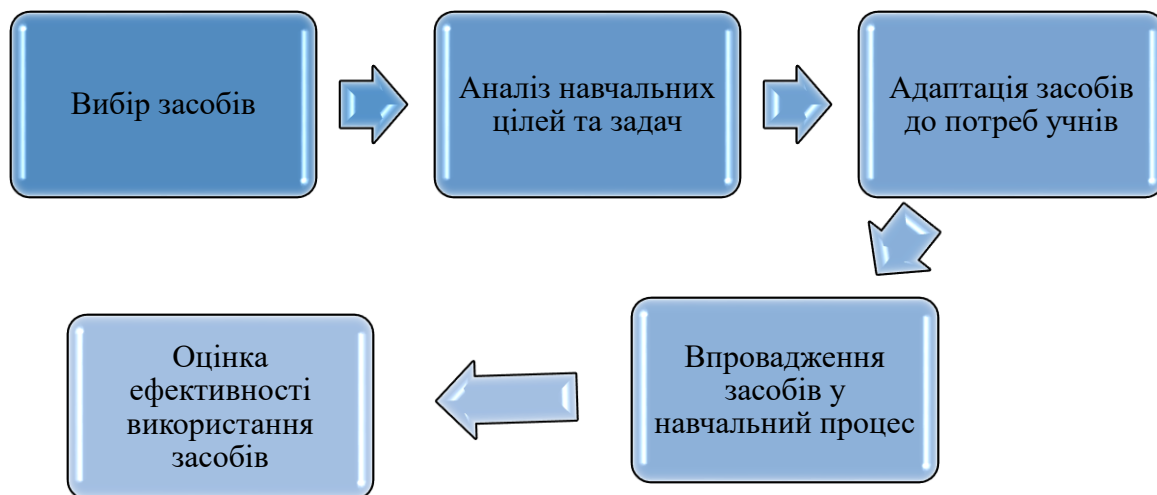 Вибір засобів
Аналіз навчальних
цілей та задач
Адаптація засобів
до потреб учнів
Впровадження
засобів у
навчальний процес
Оцінка
ефективності
використання
засобів